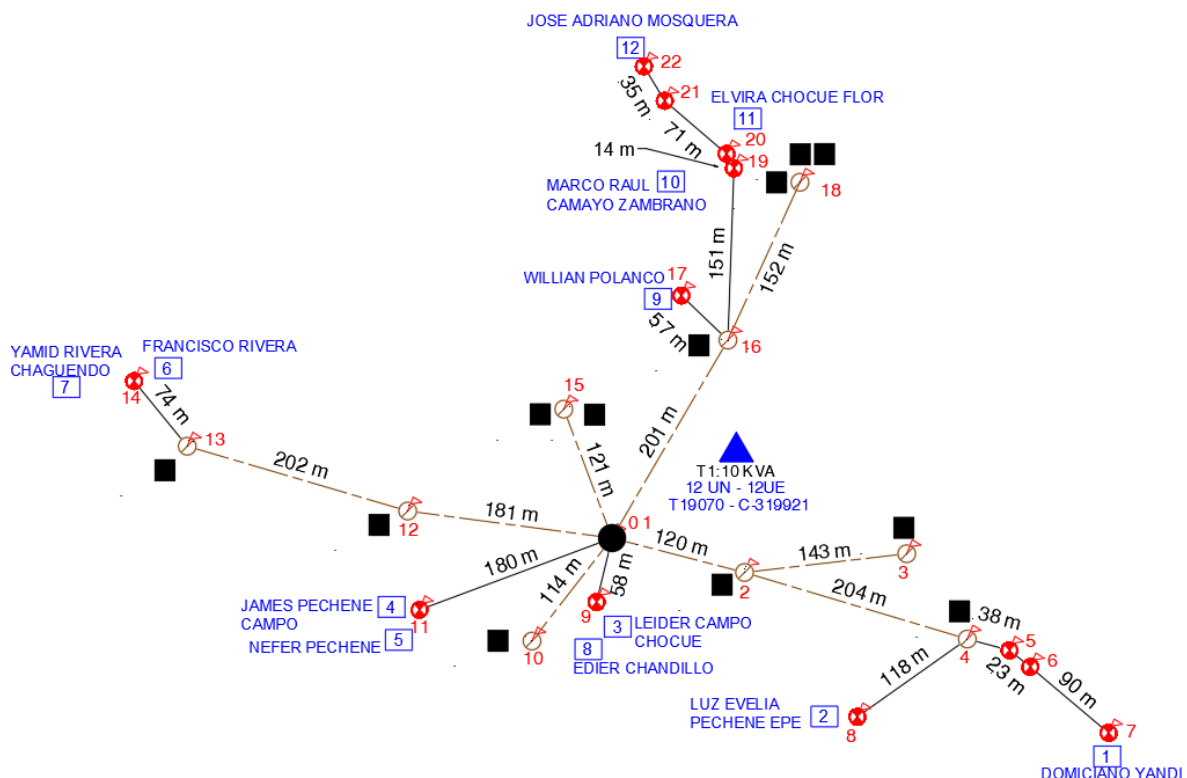 JOSE ADRIANO MOSQUERA
12
22
35 m
21
ELVIRA CHOCUE FLOR
11
71 m
20
14 m
19
MARCO RAUL 10
CAMAYO ZAMBRANO
18
151 m
152 m
WILLIAN POLANCO
17
9
57 m
16
YAMID RIVERA
CHAGUENDO
7
FRANCISCO RIVERA
6
14
74 m
13
15
202 m
121 m
201 m
T1:10 KVA
12 UN - 12UE
T19070 - C-319921
12
181 m
01
120 m
143 m
3
180 m
114 m
58 m
2
204 m
JAMES PECHENE 4
CAMPO
11
NEFER PECHENE 5
10
9
3 LEIDER CAMPO
CHOCUE
8
EDIER CHANDILLO
38 m
5
4
6
23 m
118 m
90 m
LUZ EVELIA
PECHENE EPE 2
8
7
1
DOMICIANO YANDI